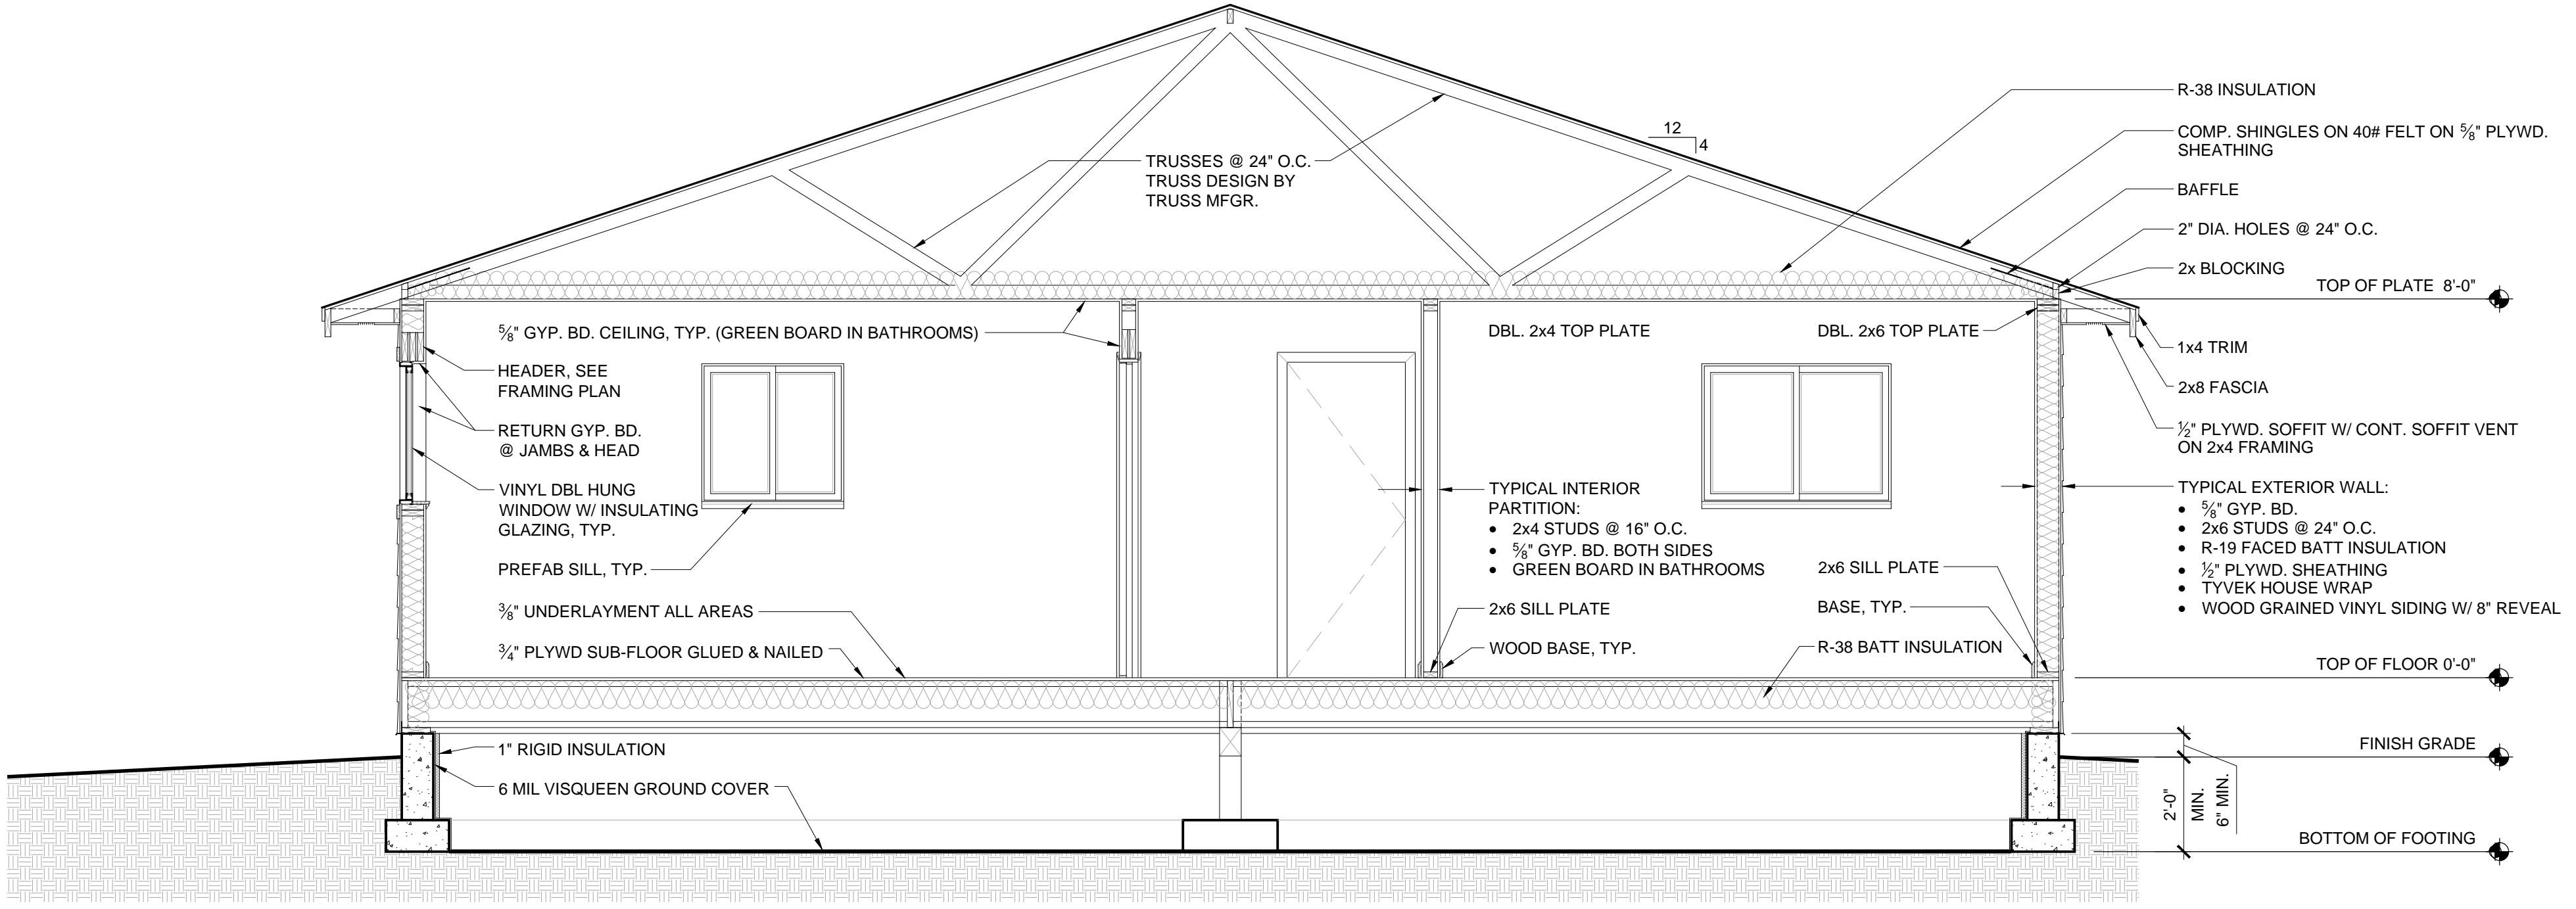 R-38 INSULATION
COMP. SHINGLES ON 40# FELT ON ⅝" PLYWD.
SHEATHING
12
4
TRUSSES @ 24" O.C.
TRUSS DESIGN BY
TRUSS MFGR.
BAFFLE
2" DIA. HOLES @ 24" O.C.
2x BLOCKING
TOP OF PLATE 8'-0"
⅝" GYP. BD. CEILING, TYP. (GREEN BOARD IN BATHROOMS)
DBL. 2x4 TOP PLATE
DBL. 2x6 TOP PLATE
1x4 TRIM
HEADER, SEE
FRAMING PLAN
2x8 FASCIA
RETURN GYP. BD.
@ JAMBS & HEAD
½" PLYWD. SOFFIT W/ CONT. SOFFIT VENT
ON 2x4 FRAMING
VINYL DBL HUNG
WINDOW W/ INSULATING
GLAZING, TYP.
TYPICAL INTERIOR
PARTITION:
• 2x4 STUDS @ 16" O.C.
• ⅝" GYP. BD. BOTH SIDES
• GREEN BOARD IN BATHROOMS
TYPICAL EXTERIOR WALL:
• ⅝" GYP. BD.
• 2x6 STUDS @ 24" O.C.
• R-19 FACED BATT INSULATION
• ½" PLYWD. SHEATHING
• TYVEK HOUSE WRAP
• WOOD GRAINED VINYL SIDING W/ 8" REVEAL
PREFAB SILL, TYP.
2x6 SILL PLATE
⅜" UNDERLAYMENT ALL AREAS
2x6 SILL PLATE
BASE, TYP.
¾" PLYWD SUB-FLOOR GLUED & NAILED
WOOD BASE, TYP.
R-38 BATT INSULATION
TOP OF FLOOR 0'-0"
1" RIGID INSULATION
FINISH GRADE
6 MIL VISQUEEN GROUND COVER
2'-0"
MIN.
6" MIN.
BOTTOM OF FOOTING